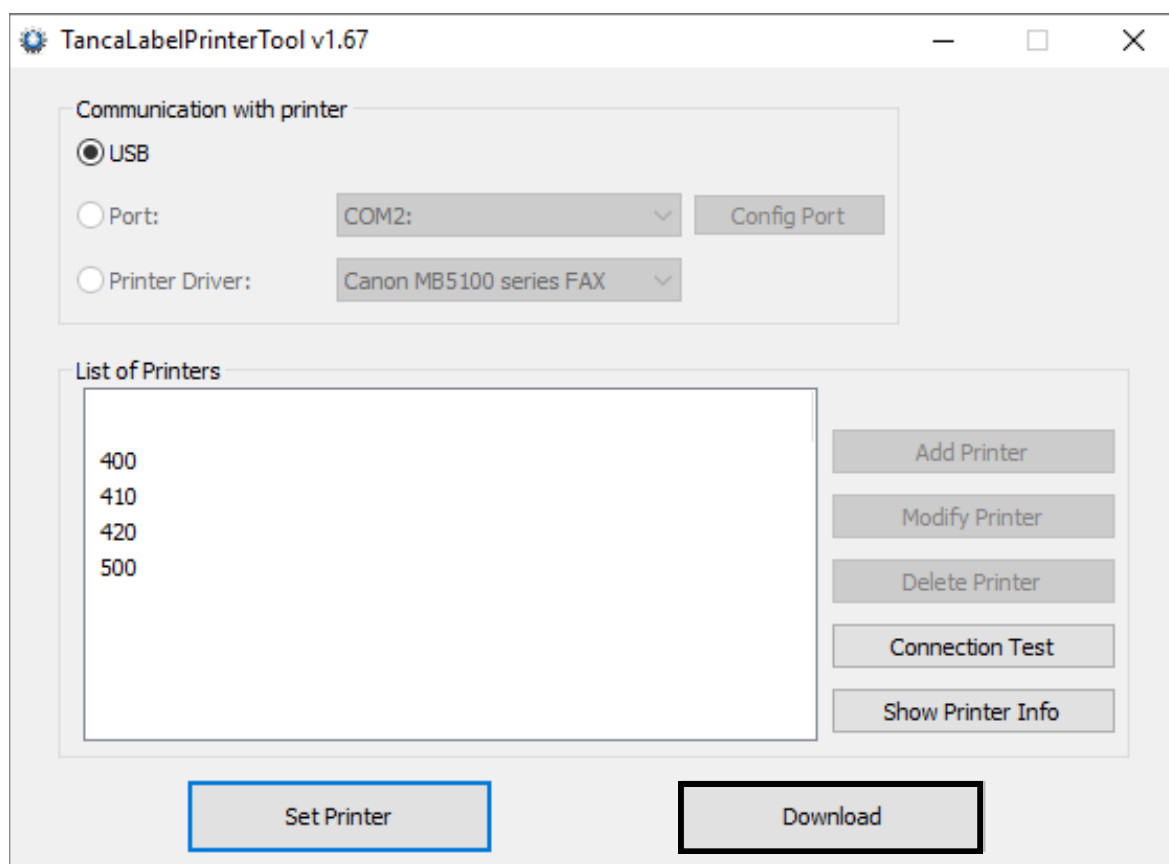 TancaLabelPrinterTool v1.67
Communication with printer
USB
Port:
COM2:
Config Port
Printer Driver:
Canon MB5100 series FAX
List of Printers
400
410
420
500
Add Printer
Modify Printer
Delete Printer
Connection Test
Show Printer Info
Set Printer
Download